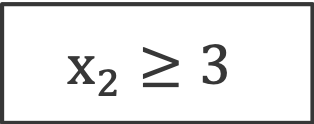 x₂ ≥ 3